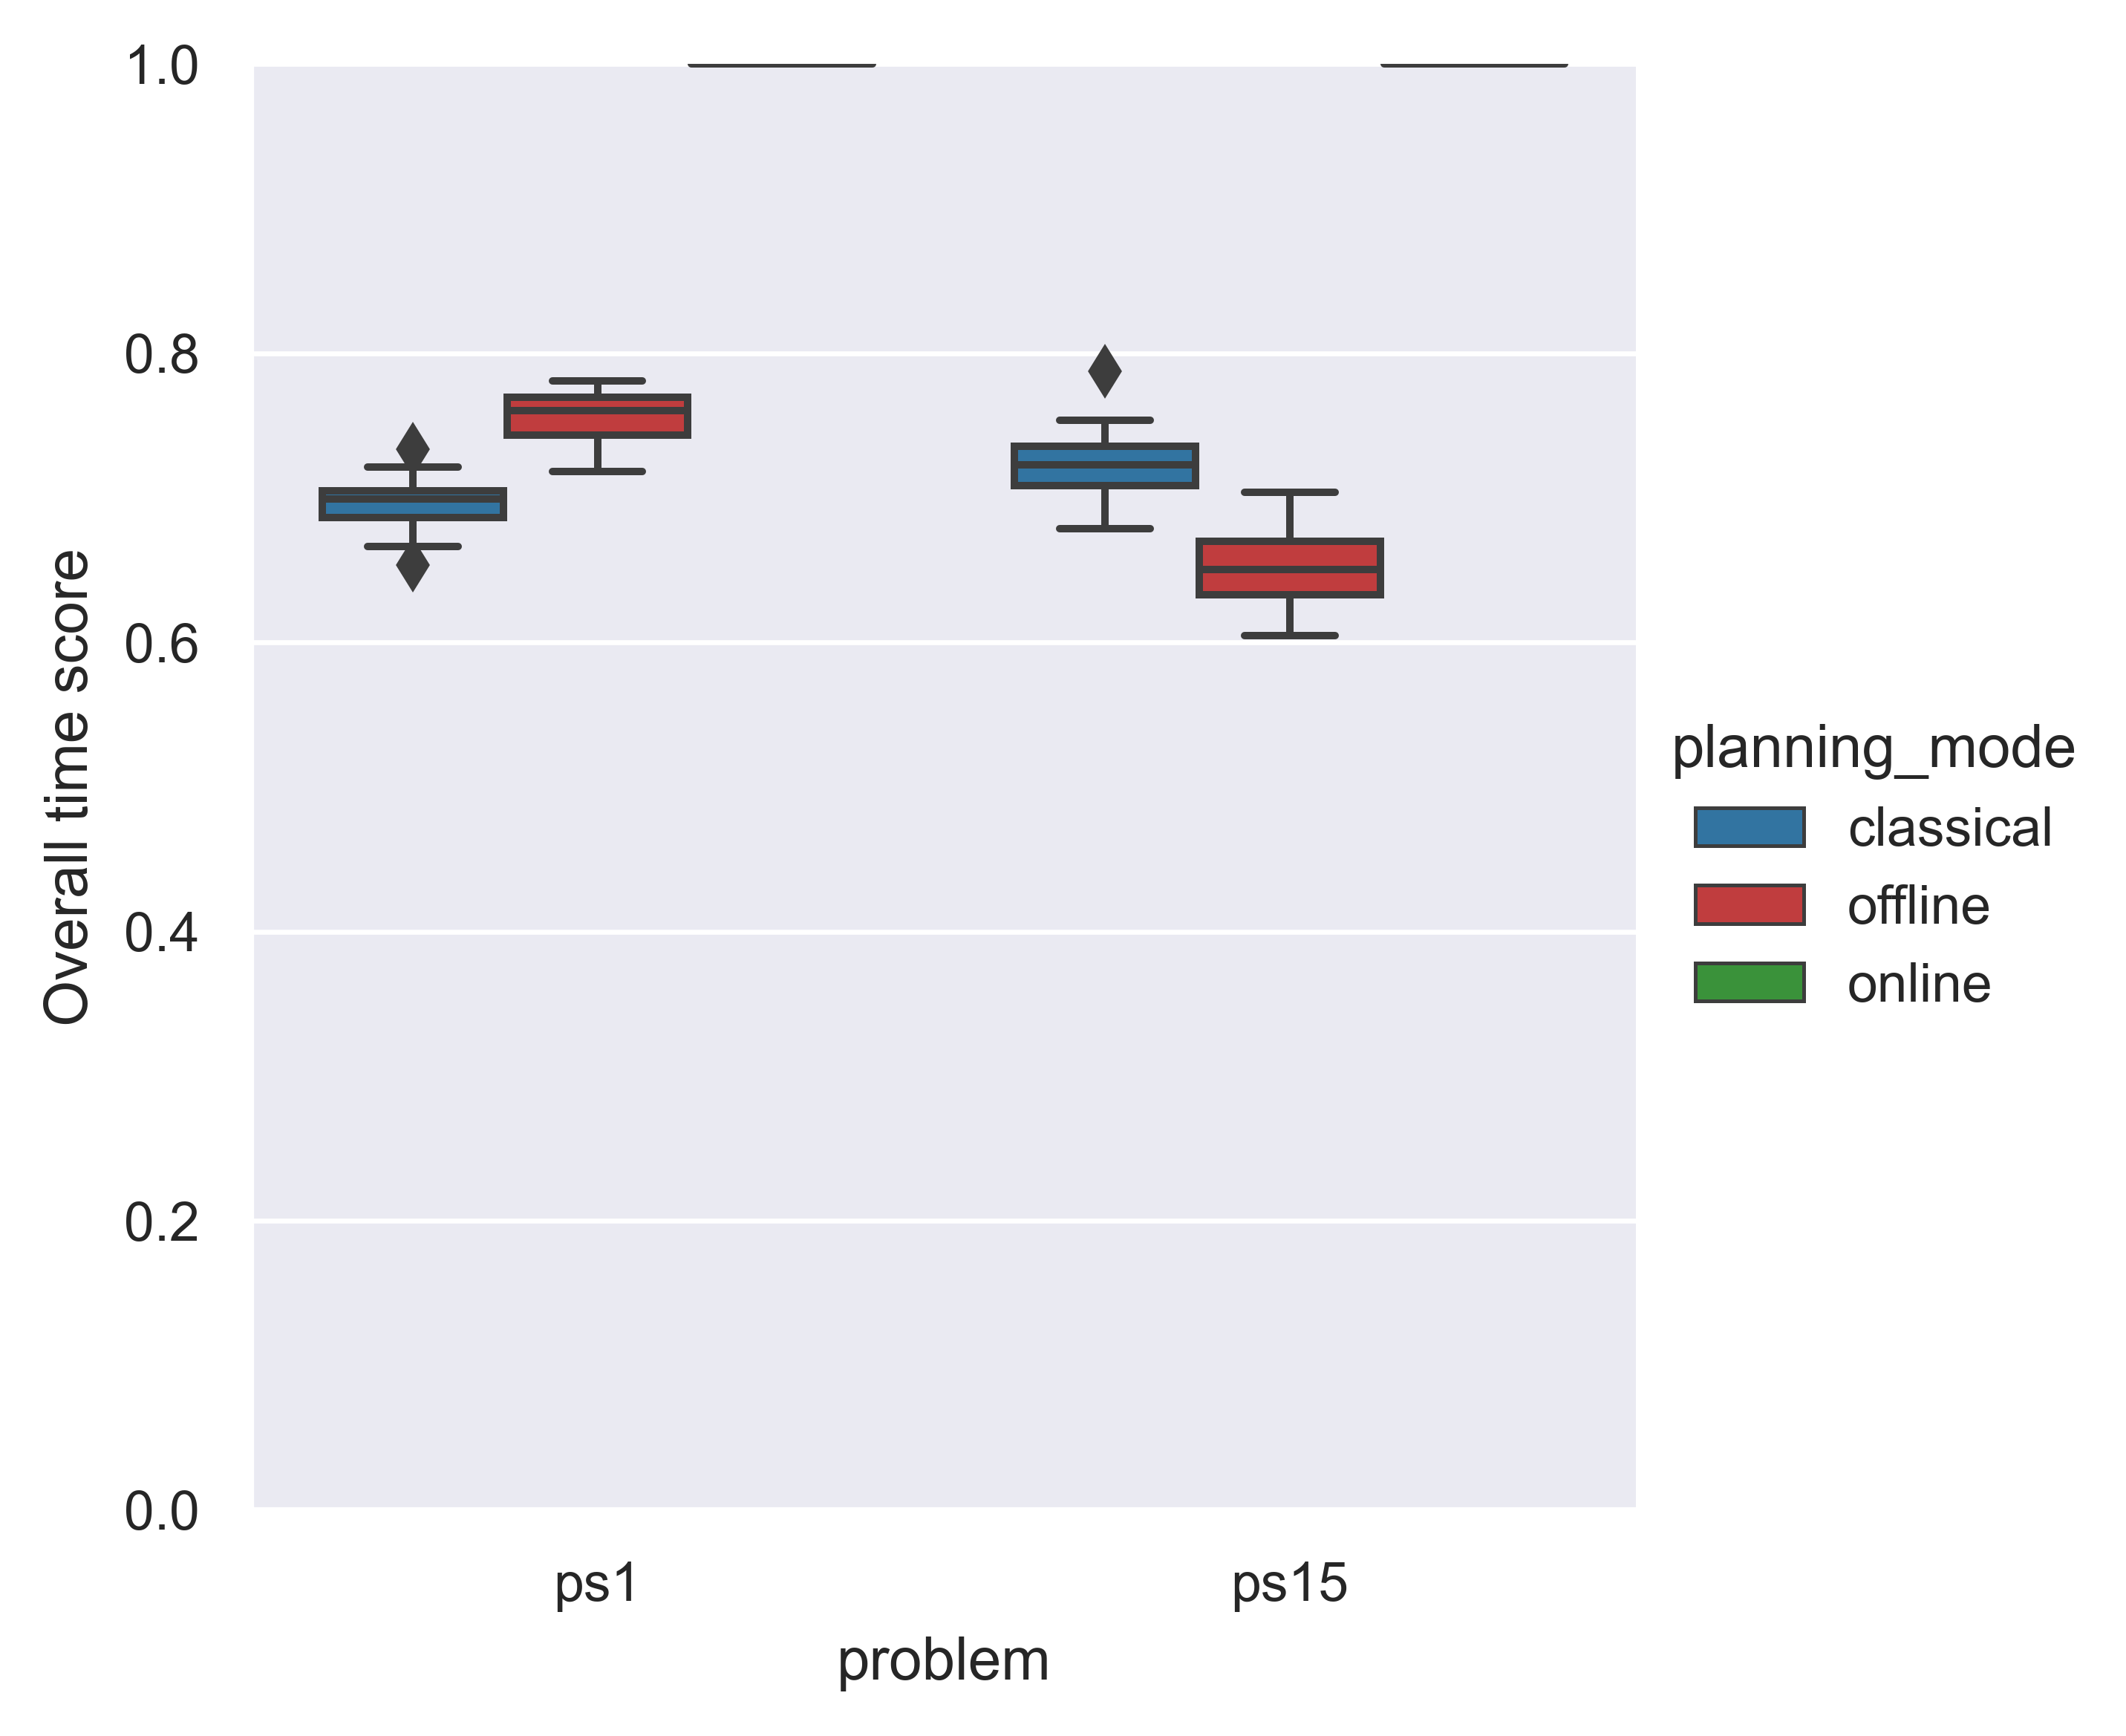 1.0
0.8
0.6
0.4
0.2
0.0
Overall time score
ps1
ps15
problem
planning_mode
classical
offline
online